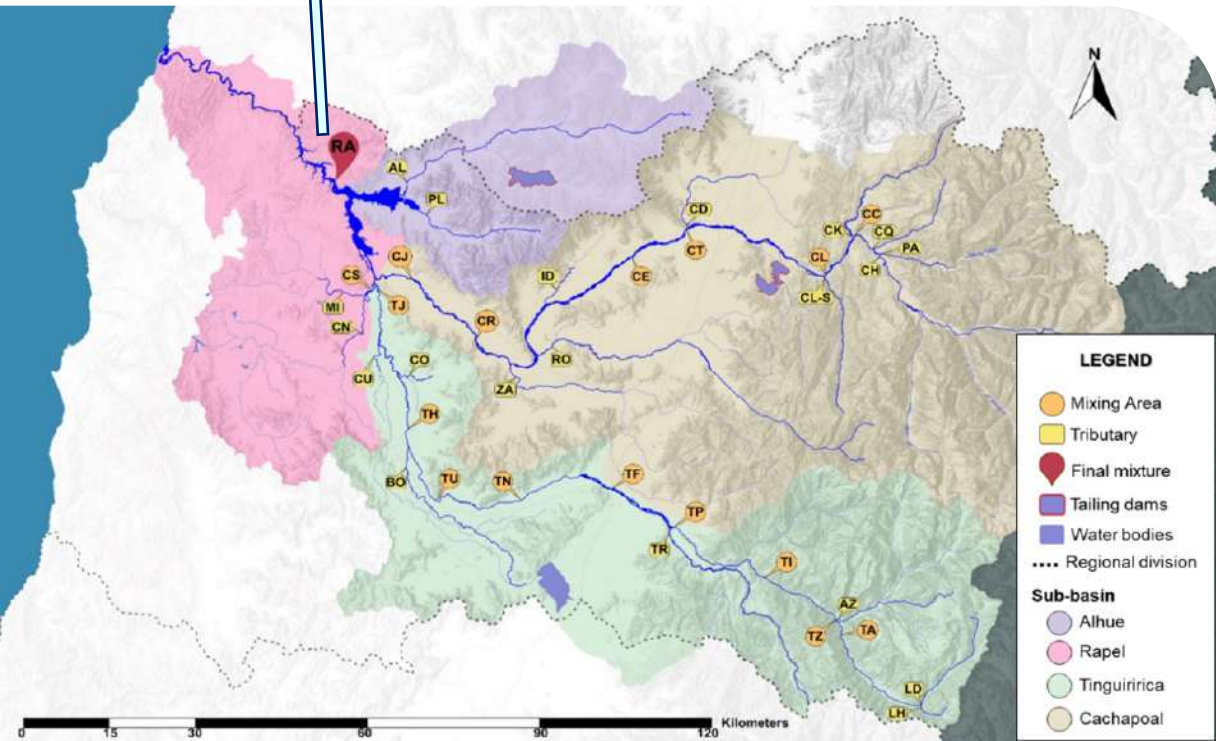 N
RA
AL
PL
CD
CC
CK
CQ
PA
CT
CL
CH
CJ
CS
ID
CE
CL-S
MI
TJ
CN
CR
CO
RO
CU
ZA
TH
BO
TU
TN
TF
TP
TR
TI
AZ
TZ
TA
LD
LH
LEGEND
Mixing Area
Tributary
Final mixture
Tailing dams
Water bodies
Regional division
Sub-basin
Alhue
Rapel
Tinguiririca
Cachapoal
0 15 30 60 90 120 Kilometers